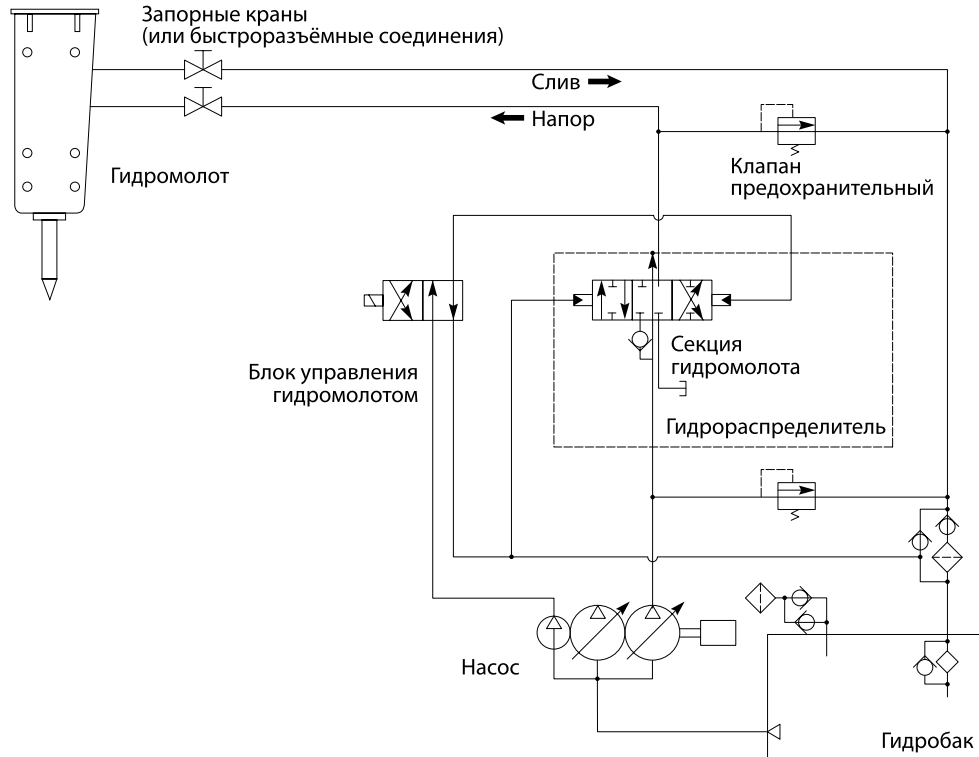 Запорные краны
(или быстроразъёмные соединения)
Слив
Напор
Клапан
предохранительный
Гидромолот
Секция
гидромолота
Блок управления
гидромолотом
Гидрораспределитель
Насос
Гидробак